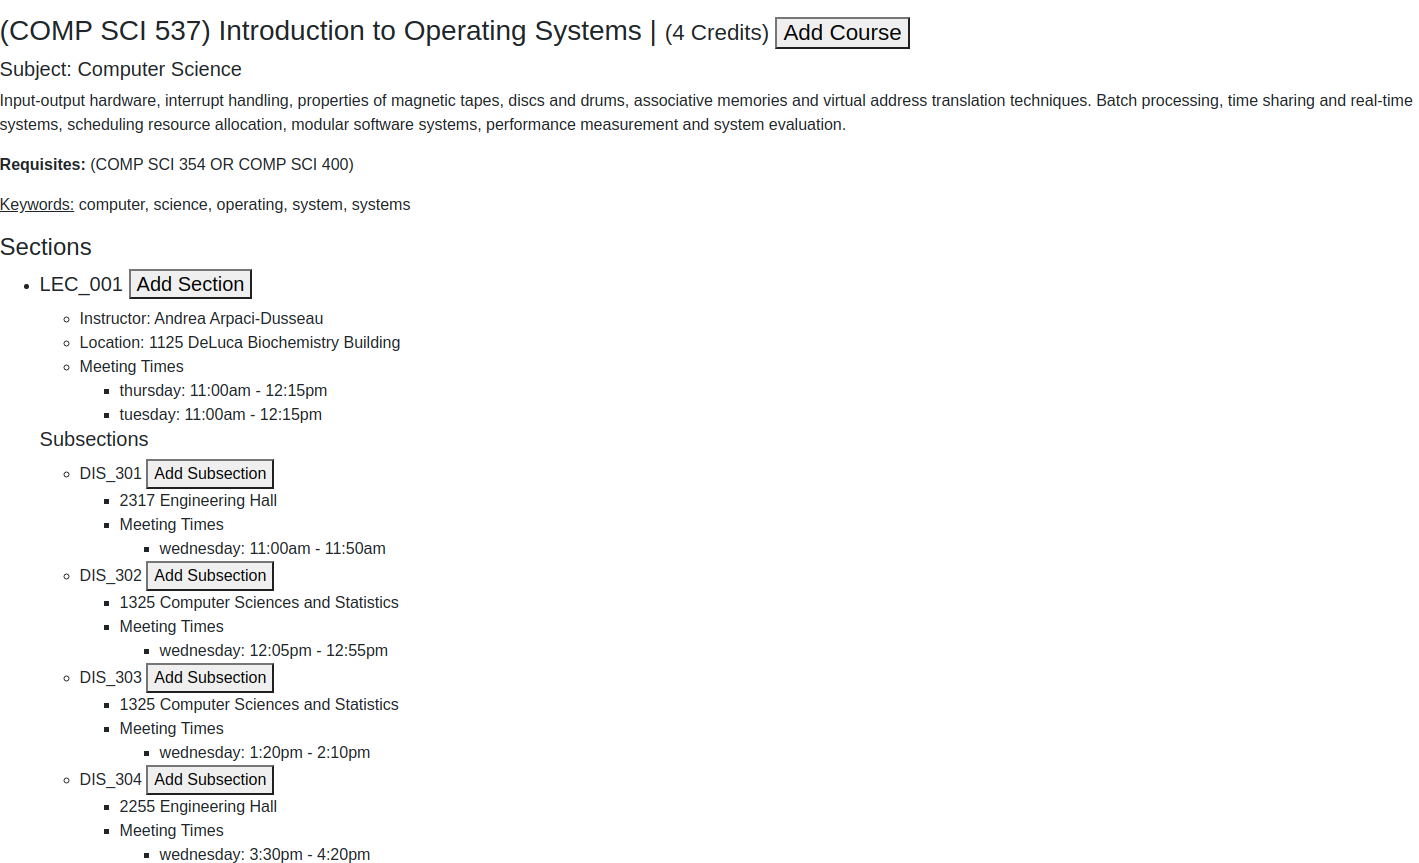 (COMP SCI 537) Introduction to Operating Systems | (4 Credits) Add Course
Subject: Computer Science
Input-output hardware, interrupt handling, properties of magnetic tapes, discs and drums, associative memories and virtual address translation techniques. Batch processing, time sharing and real-time
systems, scheduling resource allocation, modular software systems, performance measurement and system evaluation.
Requisites: (COMP SCI 354 OR COMP SCI 400)
Keywords: computer, science, operating, system, systems
Sections
LEC_001 Add Section
Instructor: Andrea Arpaci-Dusseau
Location: 1125 DeLuca Biochemistry Building
Meeting Times
thursday: 11:00am - 12:15pm
tuesday: 11:00am - 12:15pm
Subsections
DIS_301 Add Subsection
2317 Engineering Hall
Meeting Times
wednesday: 11:00am - 11:50am
DIS_302 Add Subsection
1325 Computer Sciences and Statistics
Meeting Times
wednesday: 12:05pm - 12:55pm
DIS_303 Add Subsection
1325 Computer Sciences and Statistics
Meeting Times
wednesday: 1:20pm - 2:10pm
DIS_304 Add Subsection
2255 Engineering Hall
Meeting Times
wednesday: 3:30pm - 4:20pm